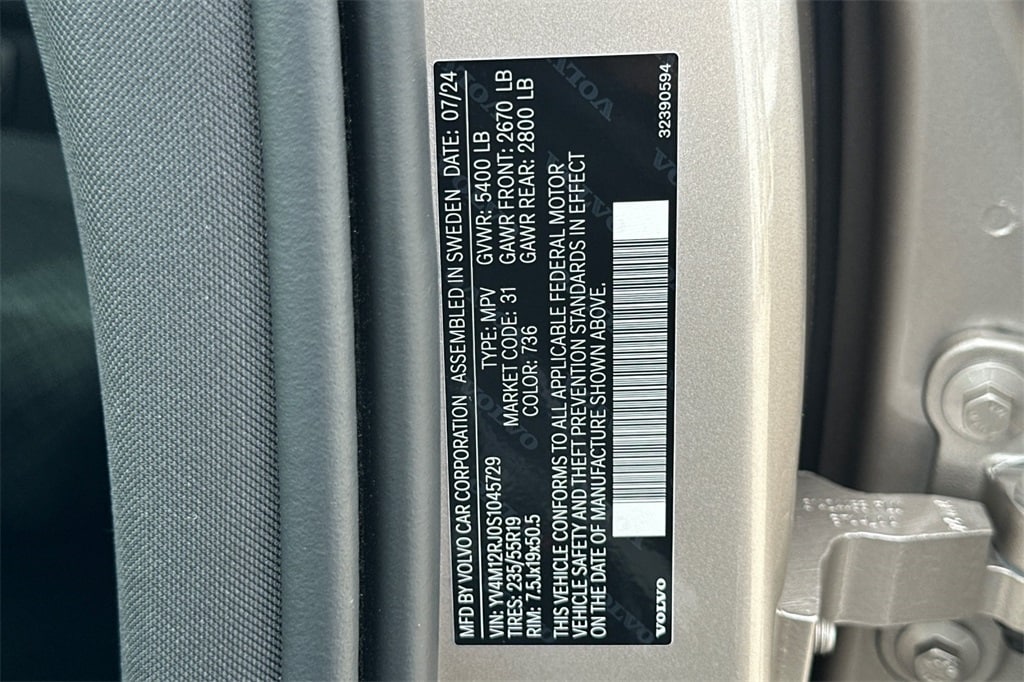 MFD BY VOLVO CAR CORPORATION ASSEMBLED IN SWEDEN DATE: 07/24
VIN: YV4M12RJ0S1045729 TYPE: MPV GVWR: 5400 LB
TIRES: 235/55R19 MARKET CODE: 31 GAWR FRONT: 2670 LB
RIM: 7.5Jx19x50.5 COLOR: 736 GAWR REAR: 2800 LB
THIS VEHICLE CONFORMS TO ALL APPLICABLE FEDERAL MOTOR
VEHICLE SAFETY AND THEFT PREVENTION STANDARDS IN EFFECT
ON THE DATE OF MANUFACTURE SHOWN ABOVE.
VOLVO 32390594